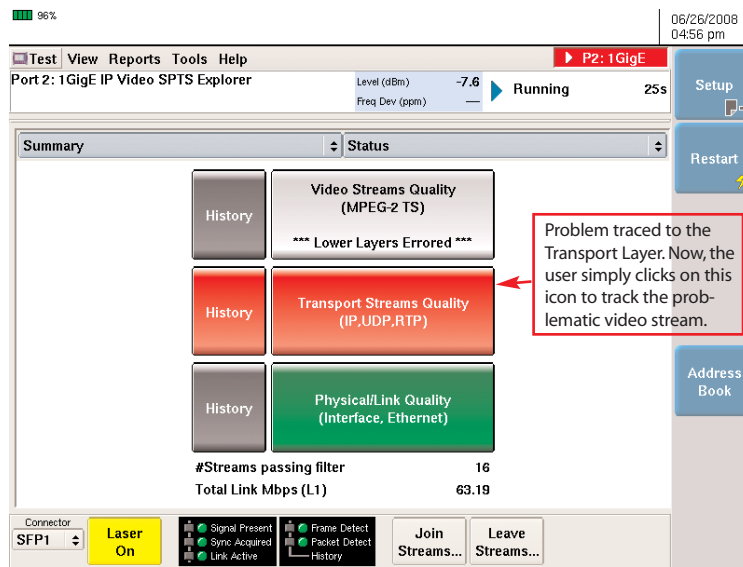 96%
06/26/2008
04:56 pm
Test View Reports Tools Help
P2: 1GigE
Port 2: 1GigE IP Video SPTS Explorer
Level (dBm) -7.6
Freq Dev (ppm) —
Running 25s
Setup
Restart
Summary
Status
History
Video Streams Quality
(MPEG-2 TS)
*** Lower Layers Errored ***
Problem traced to the
Transport Layer. Now, the
user simply clicks on this
icon to track the prob-
lematic video stream.
History
Transport Streams Quality
(IP,UDP,RTP)
History
Physical/Link Quality
(Interface, Ethernet)
Address
Book
#Streams passing filter 16
Total Link Mbps (L1) 63.19
Connector
SFP1
Laser
On
Signal Present
Sync Acquired
Link Active
Frame Detect
Packet Detect
History
Join
Streams...
Leave
Streams...